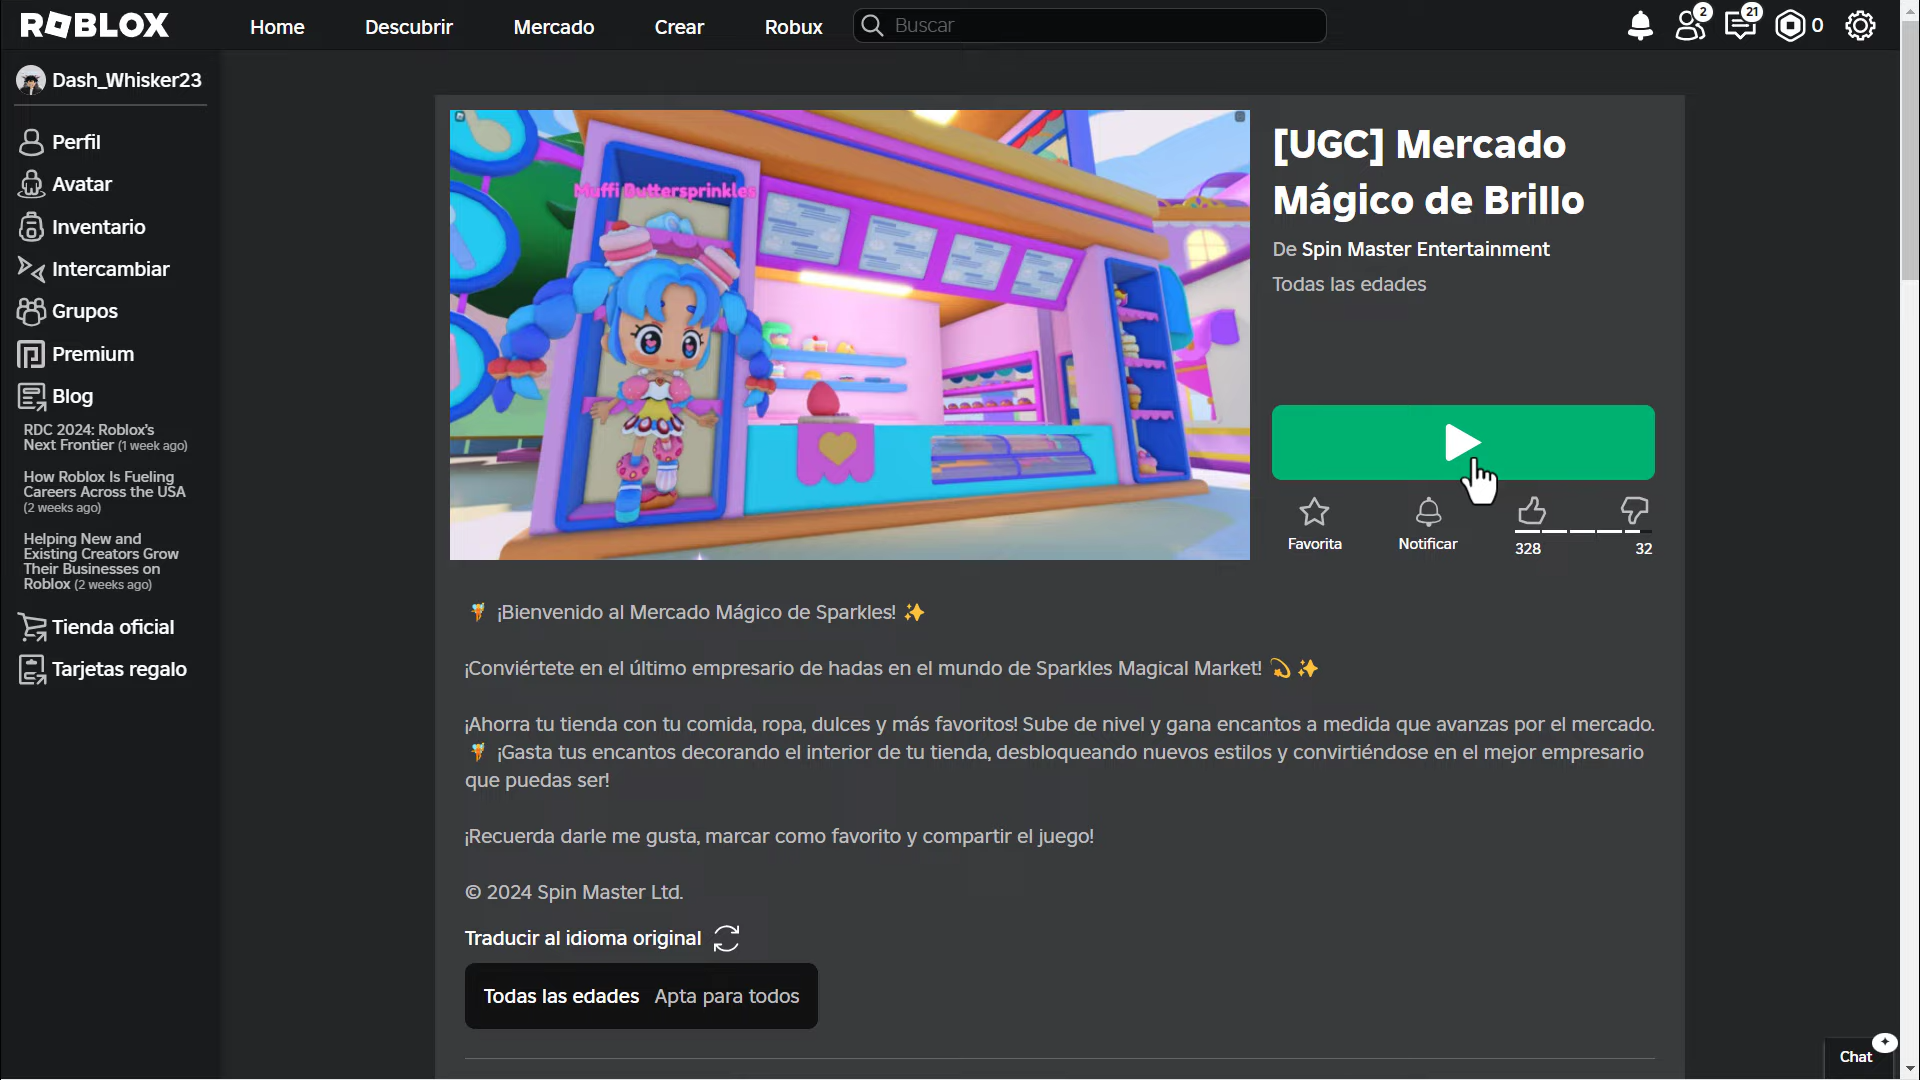 ROBLOX
Home
Descubrir
Mercado
Crear
Robux
Buscar
2
21
0
Dash_Whisker23
Perfil
Avatar
Inventario
Intercambiar
Grupos
Premium
Blog
RDC 2024: Roblox's
Next Frontier (1 week ago)
How Roblox Is Fueling
Careers Across the USA
(2 weeks ago)
Helping New and
Existing Creators Grow
Their Businesses on
Roblox (2 weeks ago)
Tienda oficial
Tarjetas regalo
Muffi Buttersprinkles
[UGC] Mercado
Mágico de Brillo
De Spin Master Entertainment
Todas las edades
Favorita
Notificar
328
32
¡Bienvenido al Mercado Mágico de Sparkles! ✨
¡Conviértete en el último empresario de hadas en el mundo de Sparkles Magical Market! 💫✨
¡Ahorra tu tienda con tu comida, ropa, dulces y más favoritos! Sube de nivel y gana encantos a medida que avanzas por el mercado.
¡Gasta tus encantos decorando el interior de tu tienda, desbloqueando nuevos estilos y convirtiéndose en el mejor empresario
que puedas ser!
¡Recuerda darle me gusta, marcar como favorito y compartir el juego!
© 2024 Spin Master Ltd.
Traducir al idioma original
Todas las edades Apta para todos
Chat